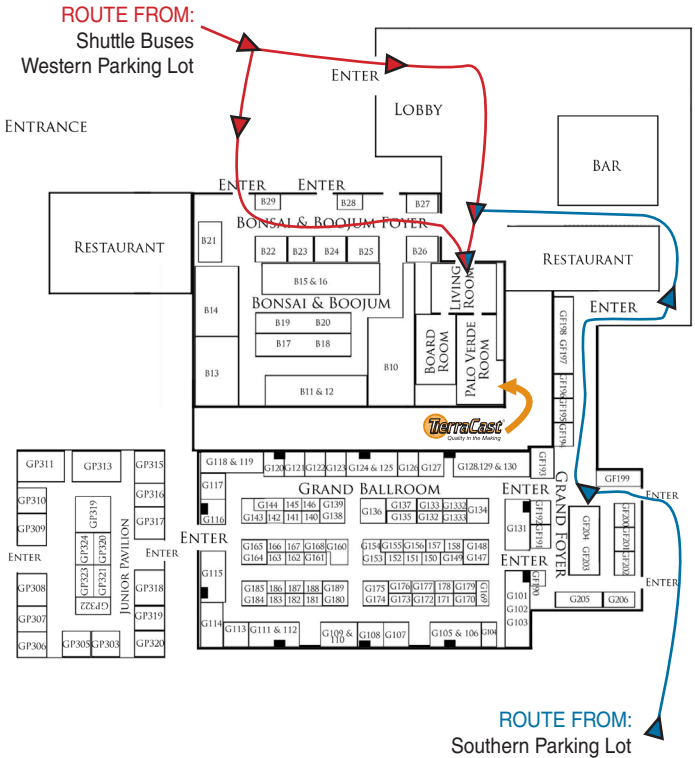 ROUTE FROM:
Shuttle Buses
Western Parking Lot
ENTER
LOBBY
ENTRANCE
BAR
ENTER ENTER
B29 B28 B27
BONSAI & BOOJUM FOYER
B21 B22 B23 B24 B25 B26
RESTAURANT
RESTAURANT
B15 & 16
LIVING ROOM
BONSAI & BOOJUM
ENTER
B14
B19 B20
B17 B18
B10
BOARD ROOM
PALO VERDE ROOM
GF198 GF197
B13
B11 & 12
GF196
GF195
GF194
TierraCast
Quality in the Making
GP311 GP313 GP315
G118 & 119 G120 G121 G122 G123 G124 & 125 G126 G127 G128,129 & 130 GF193
GP316
G117
GRAND BALLROOM
ENTER
GRAND FOYER
GF199
ENTER
GP310
GP319
G144 145 146 G139
G143 142 141 140 G138
G136
G137 G133 G1332
G135 G132 G1333
G134
GP309
GP317
G116
G131
GF192
GF191
GF204 GF203
GF200
GF201
GF202
ENTER
GP324 GP320
GP323 GP321
GP322
JUNIOR PAVILION
ENTER
ENTER
G165 166 167 G168 G160
G164 163 162 G161
G154 G155 G156 157 158 G148
G153 152 151 150 G149 G147
ENTER
GP308
GP318
G115
G185 186 187 188 G189
G184 183 182 181 G180
G175 G176 G177 178 G179
G174 G173 G172 171 G170
G169
GF190
ENTER
GP307
GP319
G114
G101
G102
G103
G205 G206
GP306 GP305 GP303 GP320
G113 G111 & 112 G109 & 110 G108 G107 G105 & 106 G104
ROUTE FROM:
Southern Parking Lot